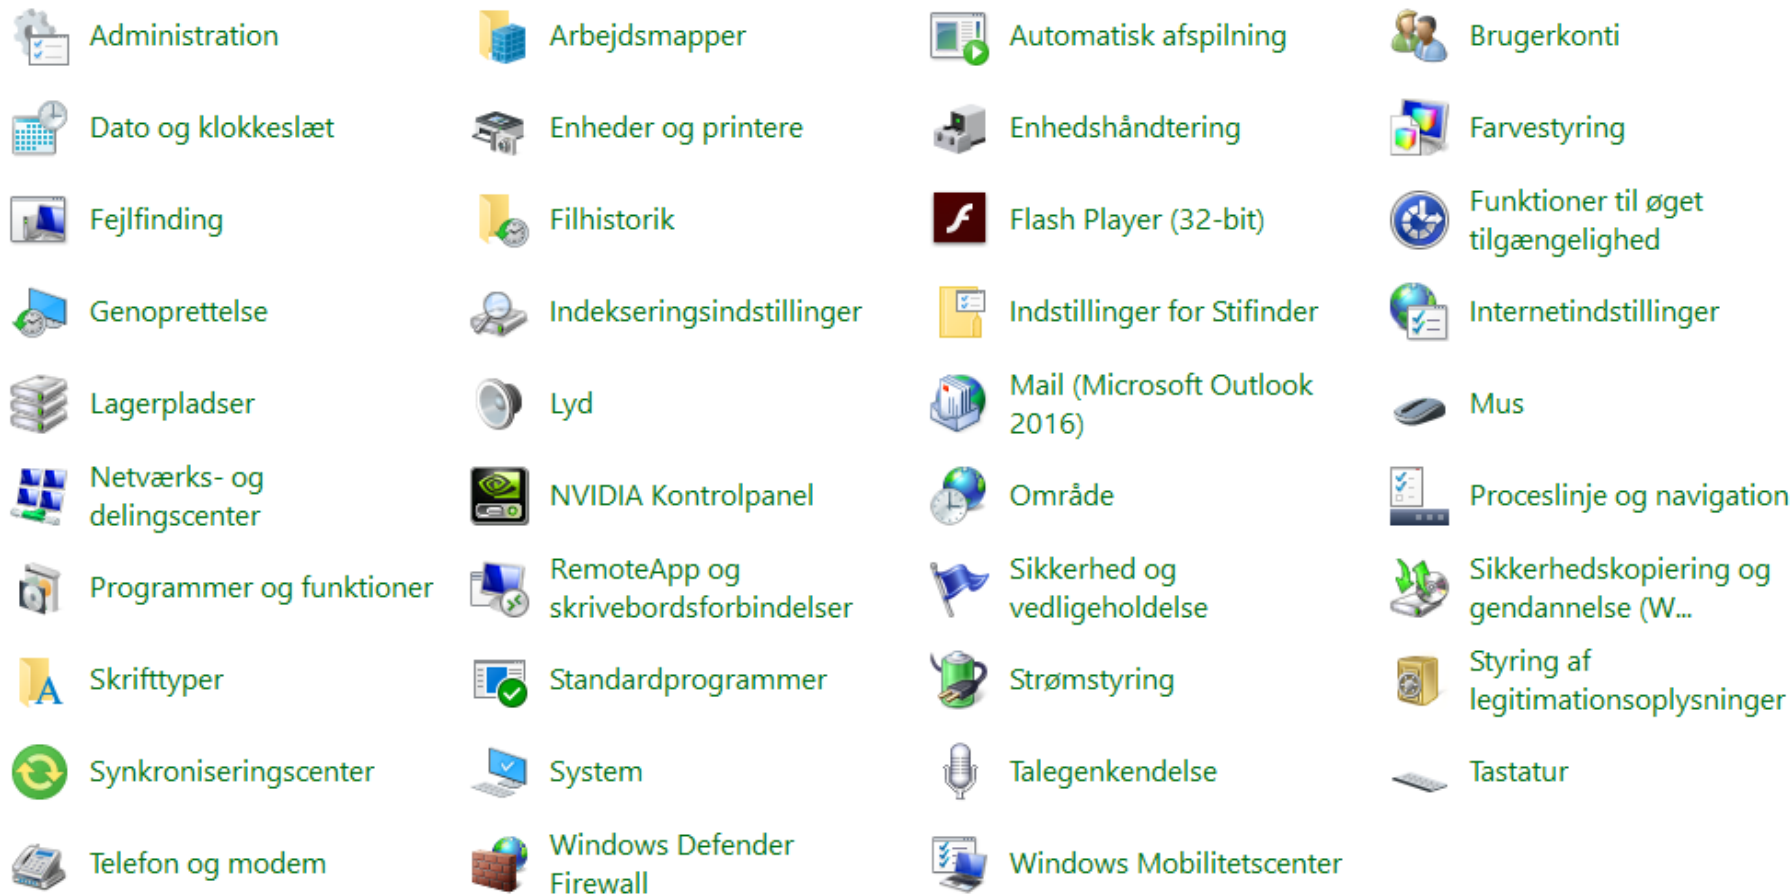 Administration
Arbejdsmapper
Automatisk afspilning
Brugerkonti
Dato og klokkeslæt
Enheder og printere
Enhedshåndtering
Farvestyring
Fejlfinding
Filhistorik
Flash Player (32-bit)
Funktioner til øget
tilgængelighed
Genoprettelse
Indekseringsindstillinger
Indstillinger for Stifinder
Internetindstillinger
Lagerpladser
Lyd
Mail (Microsoft Outlook
2016)
Mus
Netværks- og
delingscenter
NVIDIA Kontrolpanel
Område
Proceslinje og navigation
Programmer og funktioner
RemoteApp og
skrivebordsforbindelser
Sikkerhed og
vedligeholdelse
Sikkerhedskopiering og
gendannelse (W...
Skrifttyper
Standardprogrammer
Strømstyring
Styring af
legitimationsoplysninger
Synkroniseringscenter
System
Talegenkendelse
Tastatur
Telefon og modem
Windows Defender
Firewall
Windows Mobilitetscenter